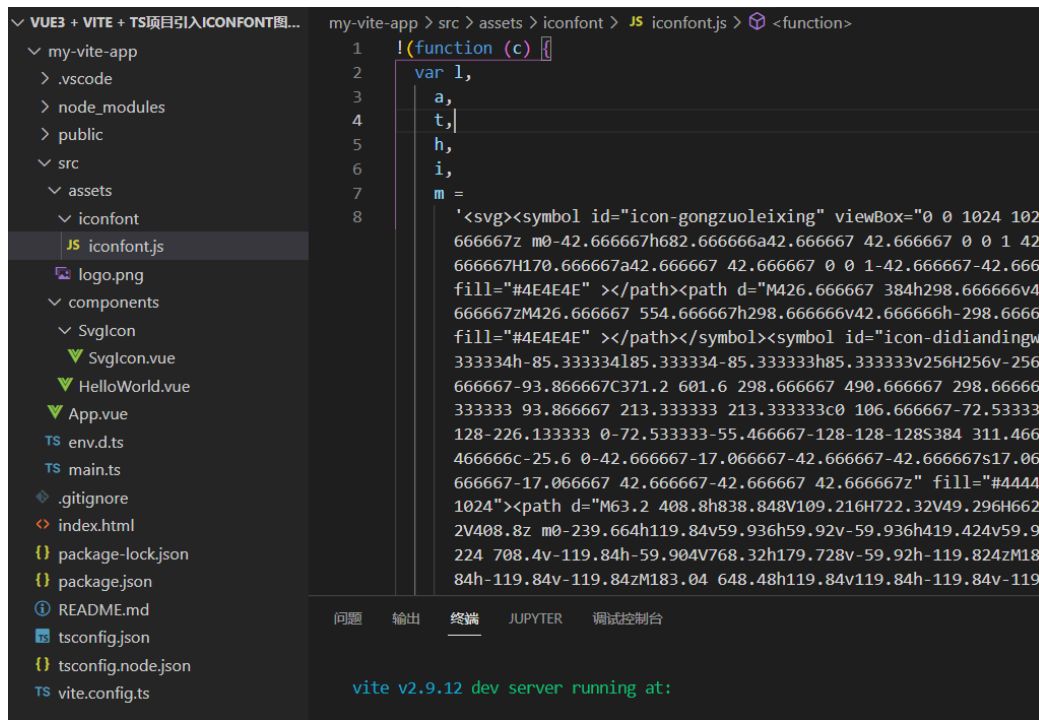 VUE3 + VITE + TS项目引入ICONFONT图...
my-vite-app
.vscode
node_modules
public
src
assets
iconfont
JS iconfont.js
logo.png
components
SvgIcon
SvgIcon.vue
HelloWorld.vue
App.vue
TS env.d.ts
TS main.ts
.gitignore
index.html
{} package-lock.json
{} package.json
README.md
TS tsconfig.json
{} tsconfig.node.json
TS vite.config.ts
my-vite-app > src > assets > iconfont > JS iconfont.js > <function>
1 !(function (c) {
2 var l,
3 a,
4 t,
5 h,
6 i,
7 m =
8 '<svg><symbol id="icon-gongzuoleixing" viewBox="0 0 1024 102
666667z m0-42.666667h682.666666a42.666667 42.666667 0 0 1 42
666667H170.666667a42.666667 42.666667 0 0 1-42.666667-42.666
fill="#4E4E4E" ></path><path d="M426.666667 384h298.666666v4
666667zM426.666667 554.666667h298.666666v42.666666h-298.6666
fill="#4E4E4E" ></path></symbol><symbol id="icon-didiandingw
333334h-85.333334l85.333334-85.333333h85.333333v256H256v-256
666667-93.866667C371.2 601.6 298.666667 490.666667 298.66666
333333 93.866667 213.333333 213.333333c0 106.666667-72.53333
128-226.133333 0-72.533333-55.466667-128-128-128S384 311.466
466666c-25.6 0-42.666667-17.066667-42.666667-42.666667s17.06
666667-17.066667 42.666667-42.666667 42.666667z" fill="#4444
1024"><path d="M63.2 408.8h838.848V109.216H722.32V49.296H662
2V408.8z m0-239.664h119.84v59.936h59.92v-59.936h419.424v59.9
224 708.4v-119.84h-59.904V768.32h179.728v-59.92h-119.824zM18
84h-119.84v-119.84zM183.04 648.48h119.84v119.84h-119.84v-119
问题 输出 终端 JUPYTER 调试控制台
vite v2.9.12 dev server running at: